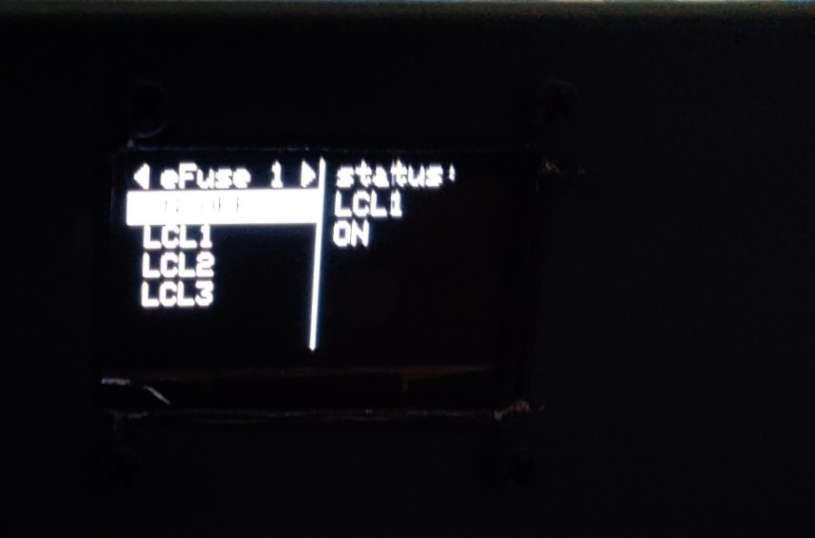 eFuse 1
LCL1
LCL2
LCL3
status:
LCL1
ON